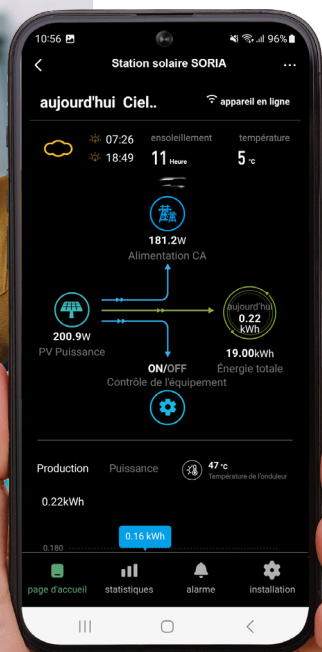 10:56 96%
Station solaire SORIA ...
aujourd'hui Ciel.. appareil en ligne
07:26 ensoleillement température
18:49 11 Heure 5 °C
181.2W
Alimentation CA
aujourd'hui
0.22
kWh
200.9W
PV Puissance
19.00kWh
Énergie totale
ON/OFF
Contrôle de l'équipement
Production Puissance 47 °C
Température de l'onduleur
0.22kWh
0.16 kWh
0.180
page d'accueil statistiques alarme installation